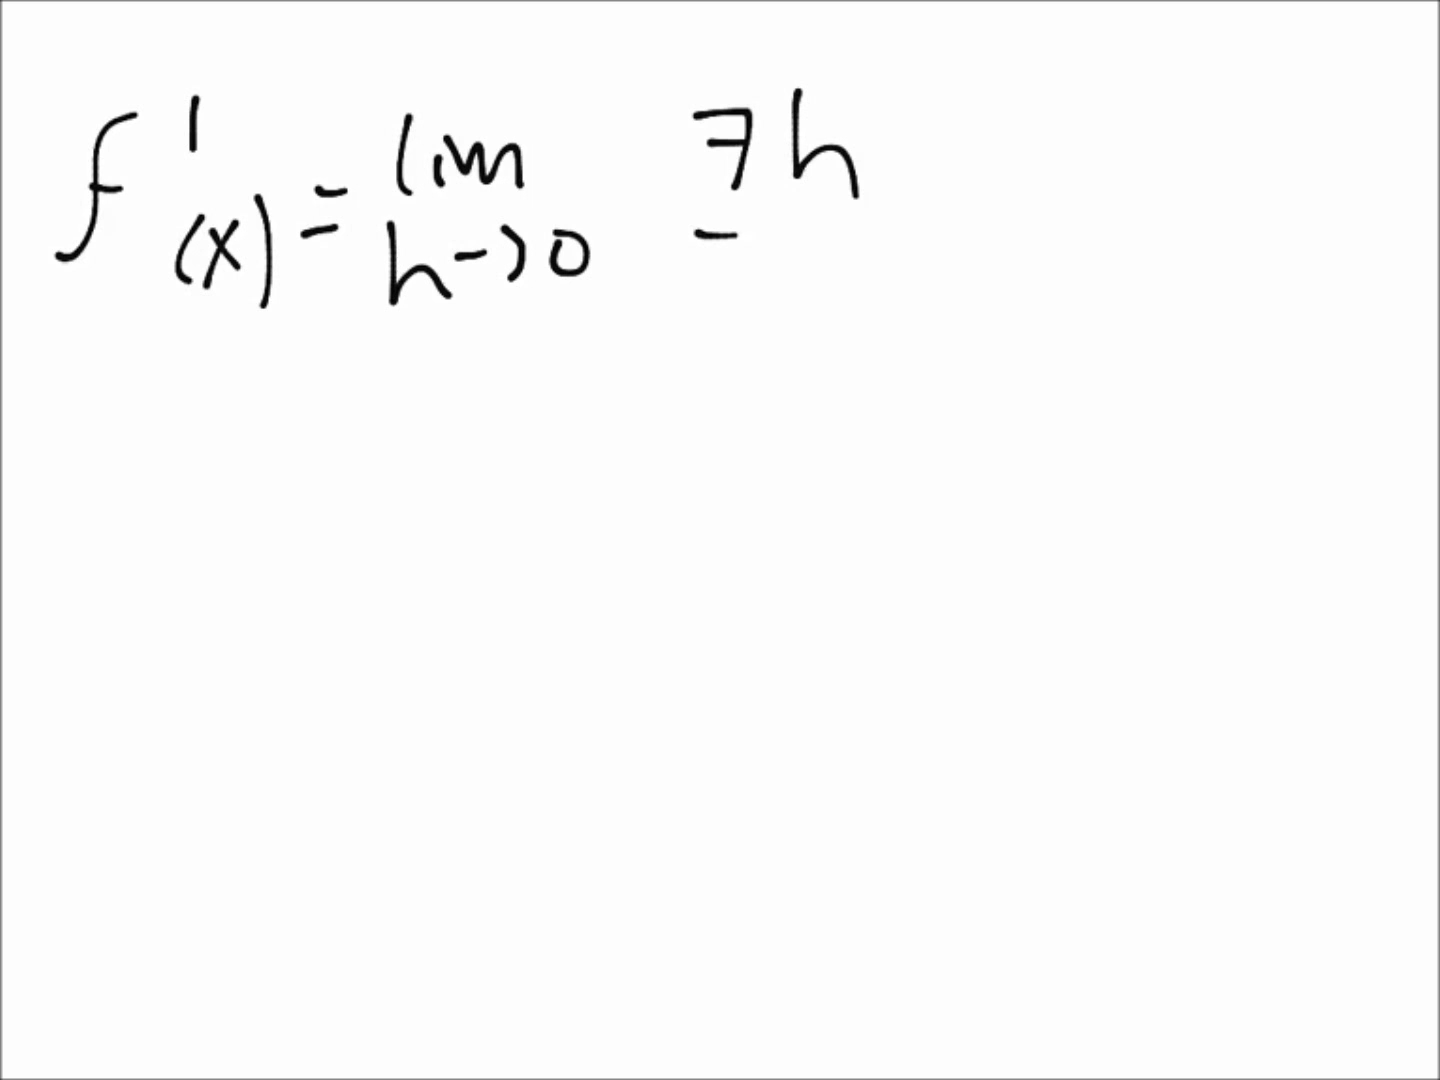 f'(x) = lim 7h
h->0 -